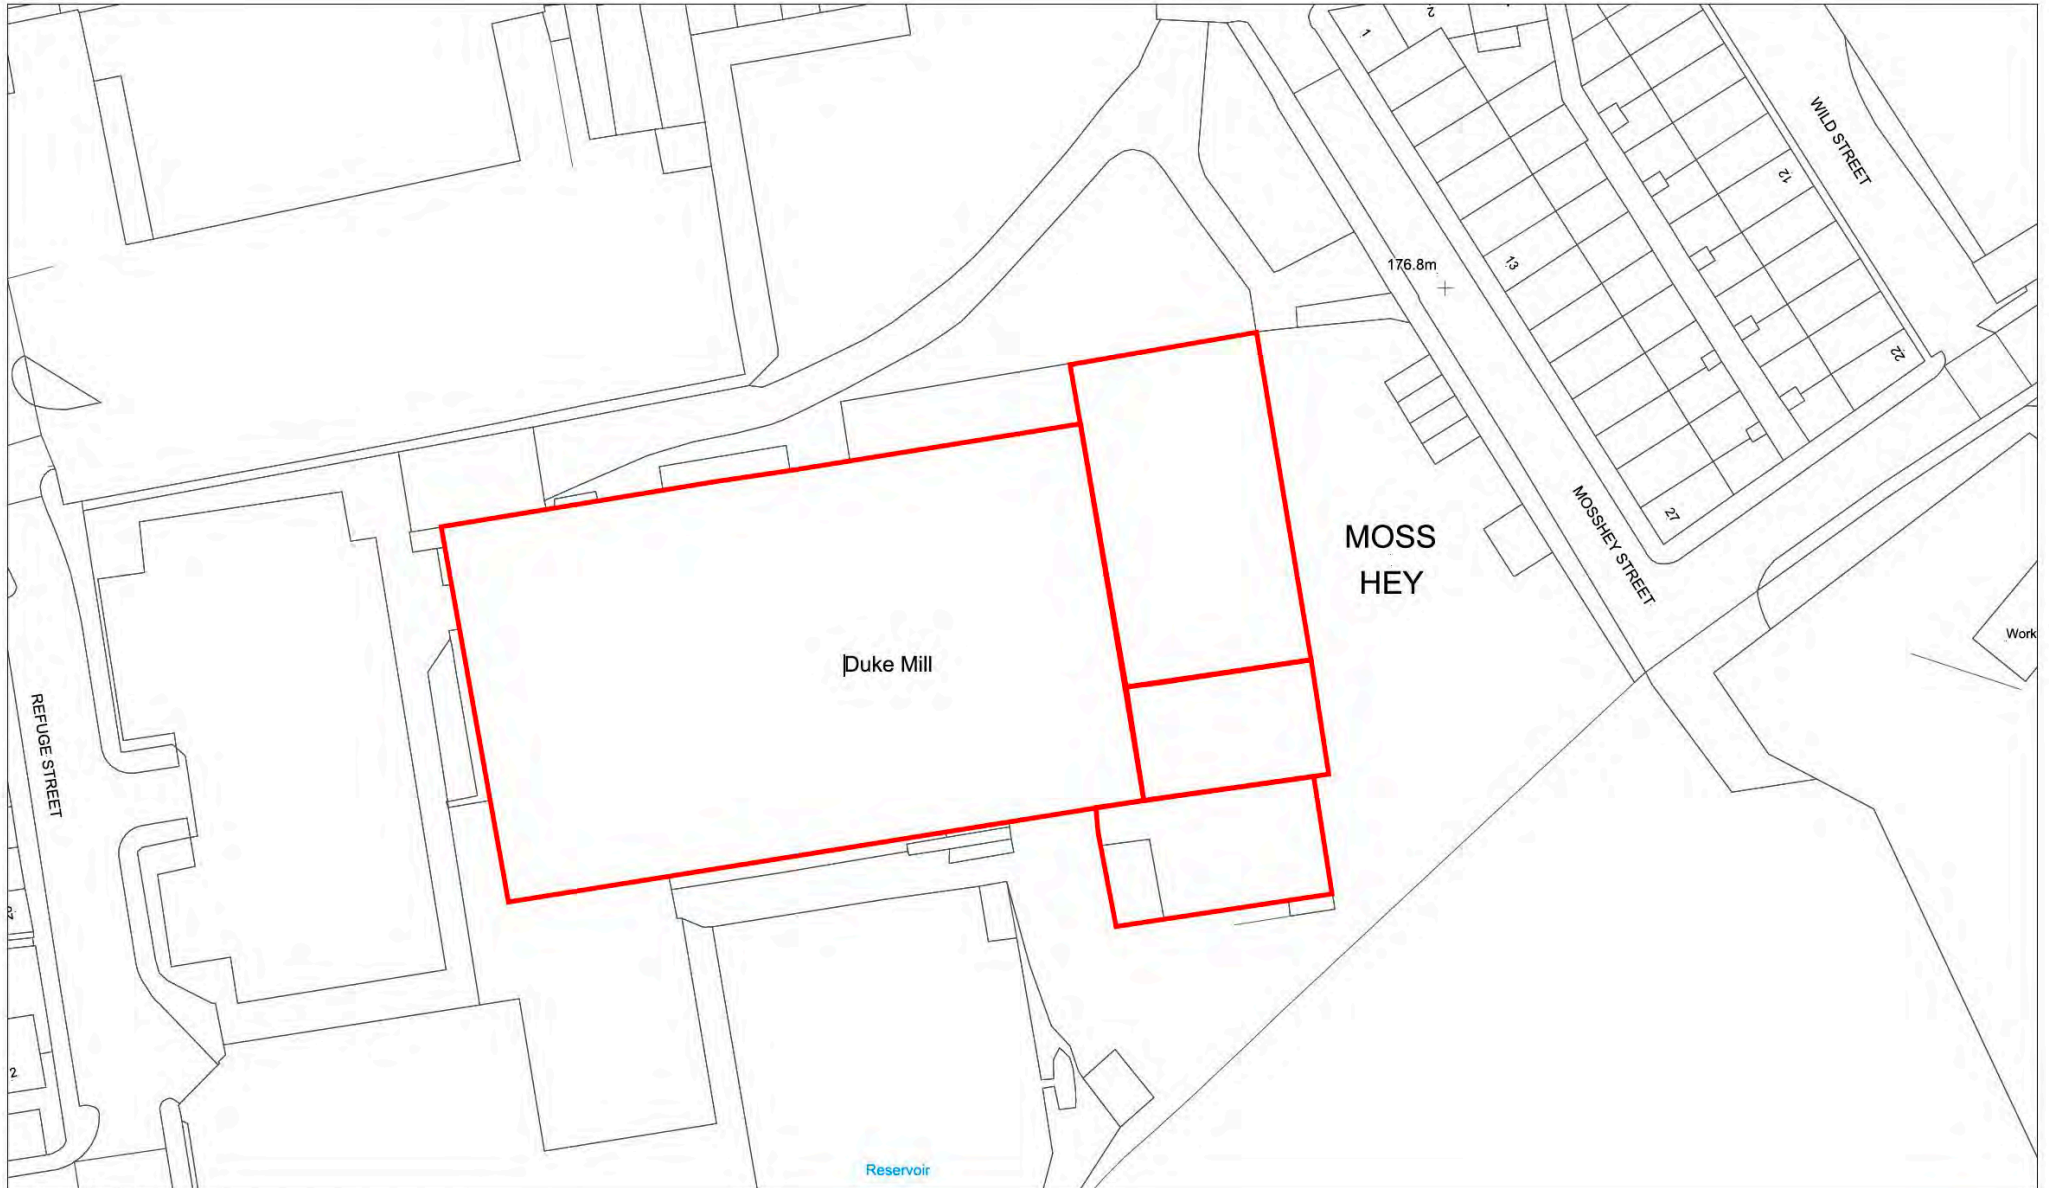 1
2
WILD STREET
12
13
176.8m
22
MOSS
HEY
27
MOSSHEY STREET
Work
Duke Mill
REFUGE STREET
2
Reservoir